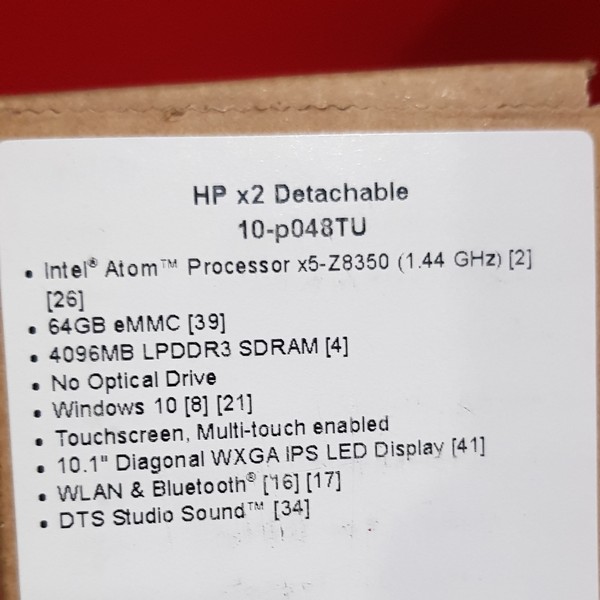 HP x2 Detachable
10-p048TU
• Intel® Atom™ Processor x5-Z8350 (1.44 GHz) [2]
[26]
• 64GB eMMC [39]
• 4096MB LPDDR3 SDRAM [4]
• No Optical Drive
• Windows 10 [8] [21]
• Touchscreen, Multi-touch enabled
• 10.1" Diagonal WXGA IPS LED Display [41]
• WLAN & Bluetooth® [16] [17]
• DTS Studio Sound™ [34]